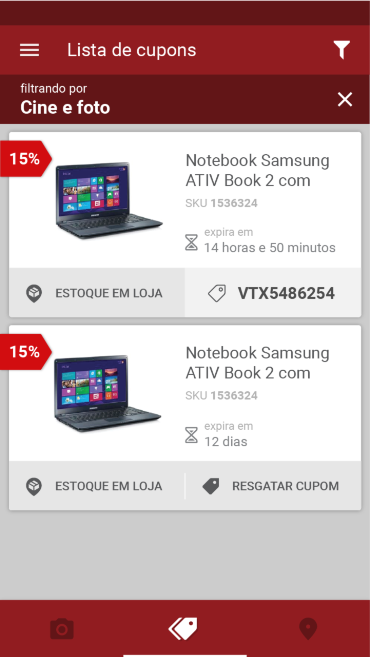 Lista de cupons
filtrando por
Cine e foto
15%
Notebook Samsung
ATIV Book 2 com
SKU 1536324
expira em
14 horas e 50 minutos
ESTOQUE EM LOJA
VTX5486254
15%
Notebook Samsung
ATIV Book 2 com
SKU 1536324
expira em
12 dias
ESTOQUE EM LOJA
RESGATAR CUPOM